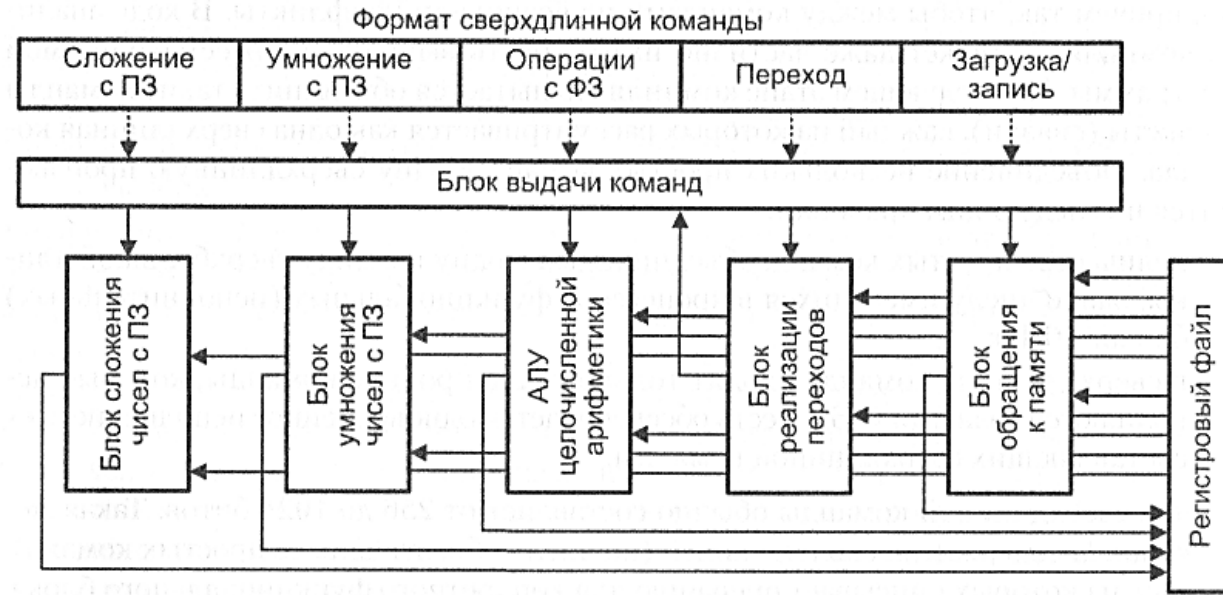 Формат сверхдлинной команды
Сложение
с ПЗ
Умножение
с ПЗ
Операции
с ФЗ
Переход
Загрузка/
запись
Блок выдачи команд
Блок сложения
чисел с ПЗ
Блок
умножения
чисел с ПЗ
АЛУ
целочисленной
арифметики
Блок
реализации
переходов
Блок
обращения
к памяти
Регистровый файл